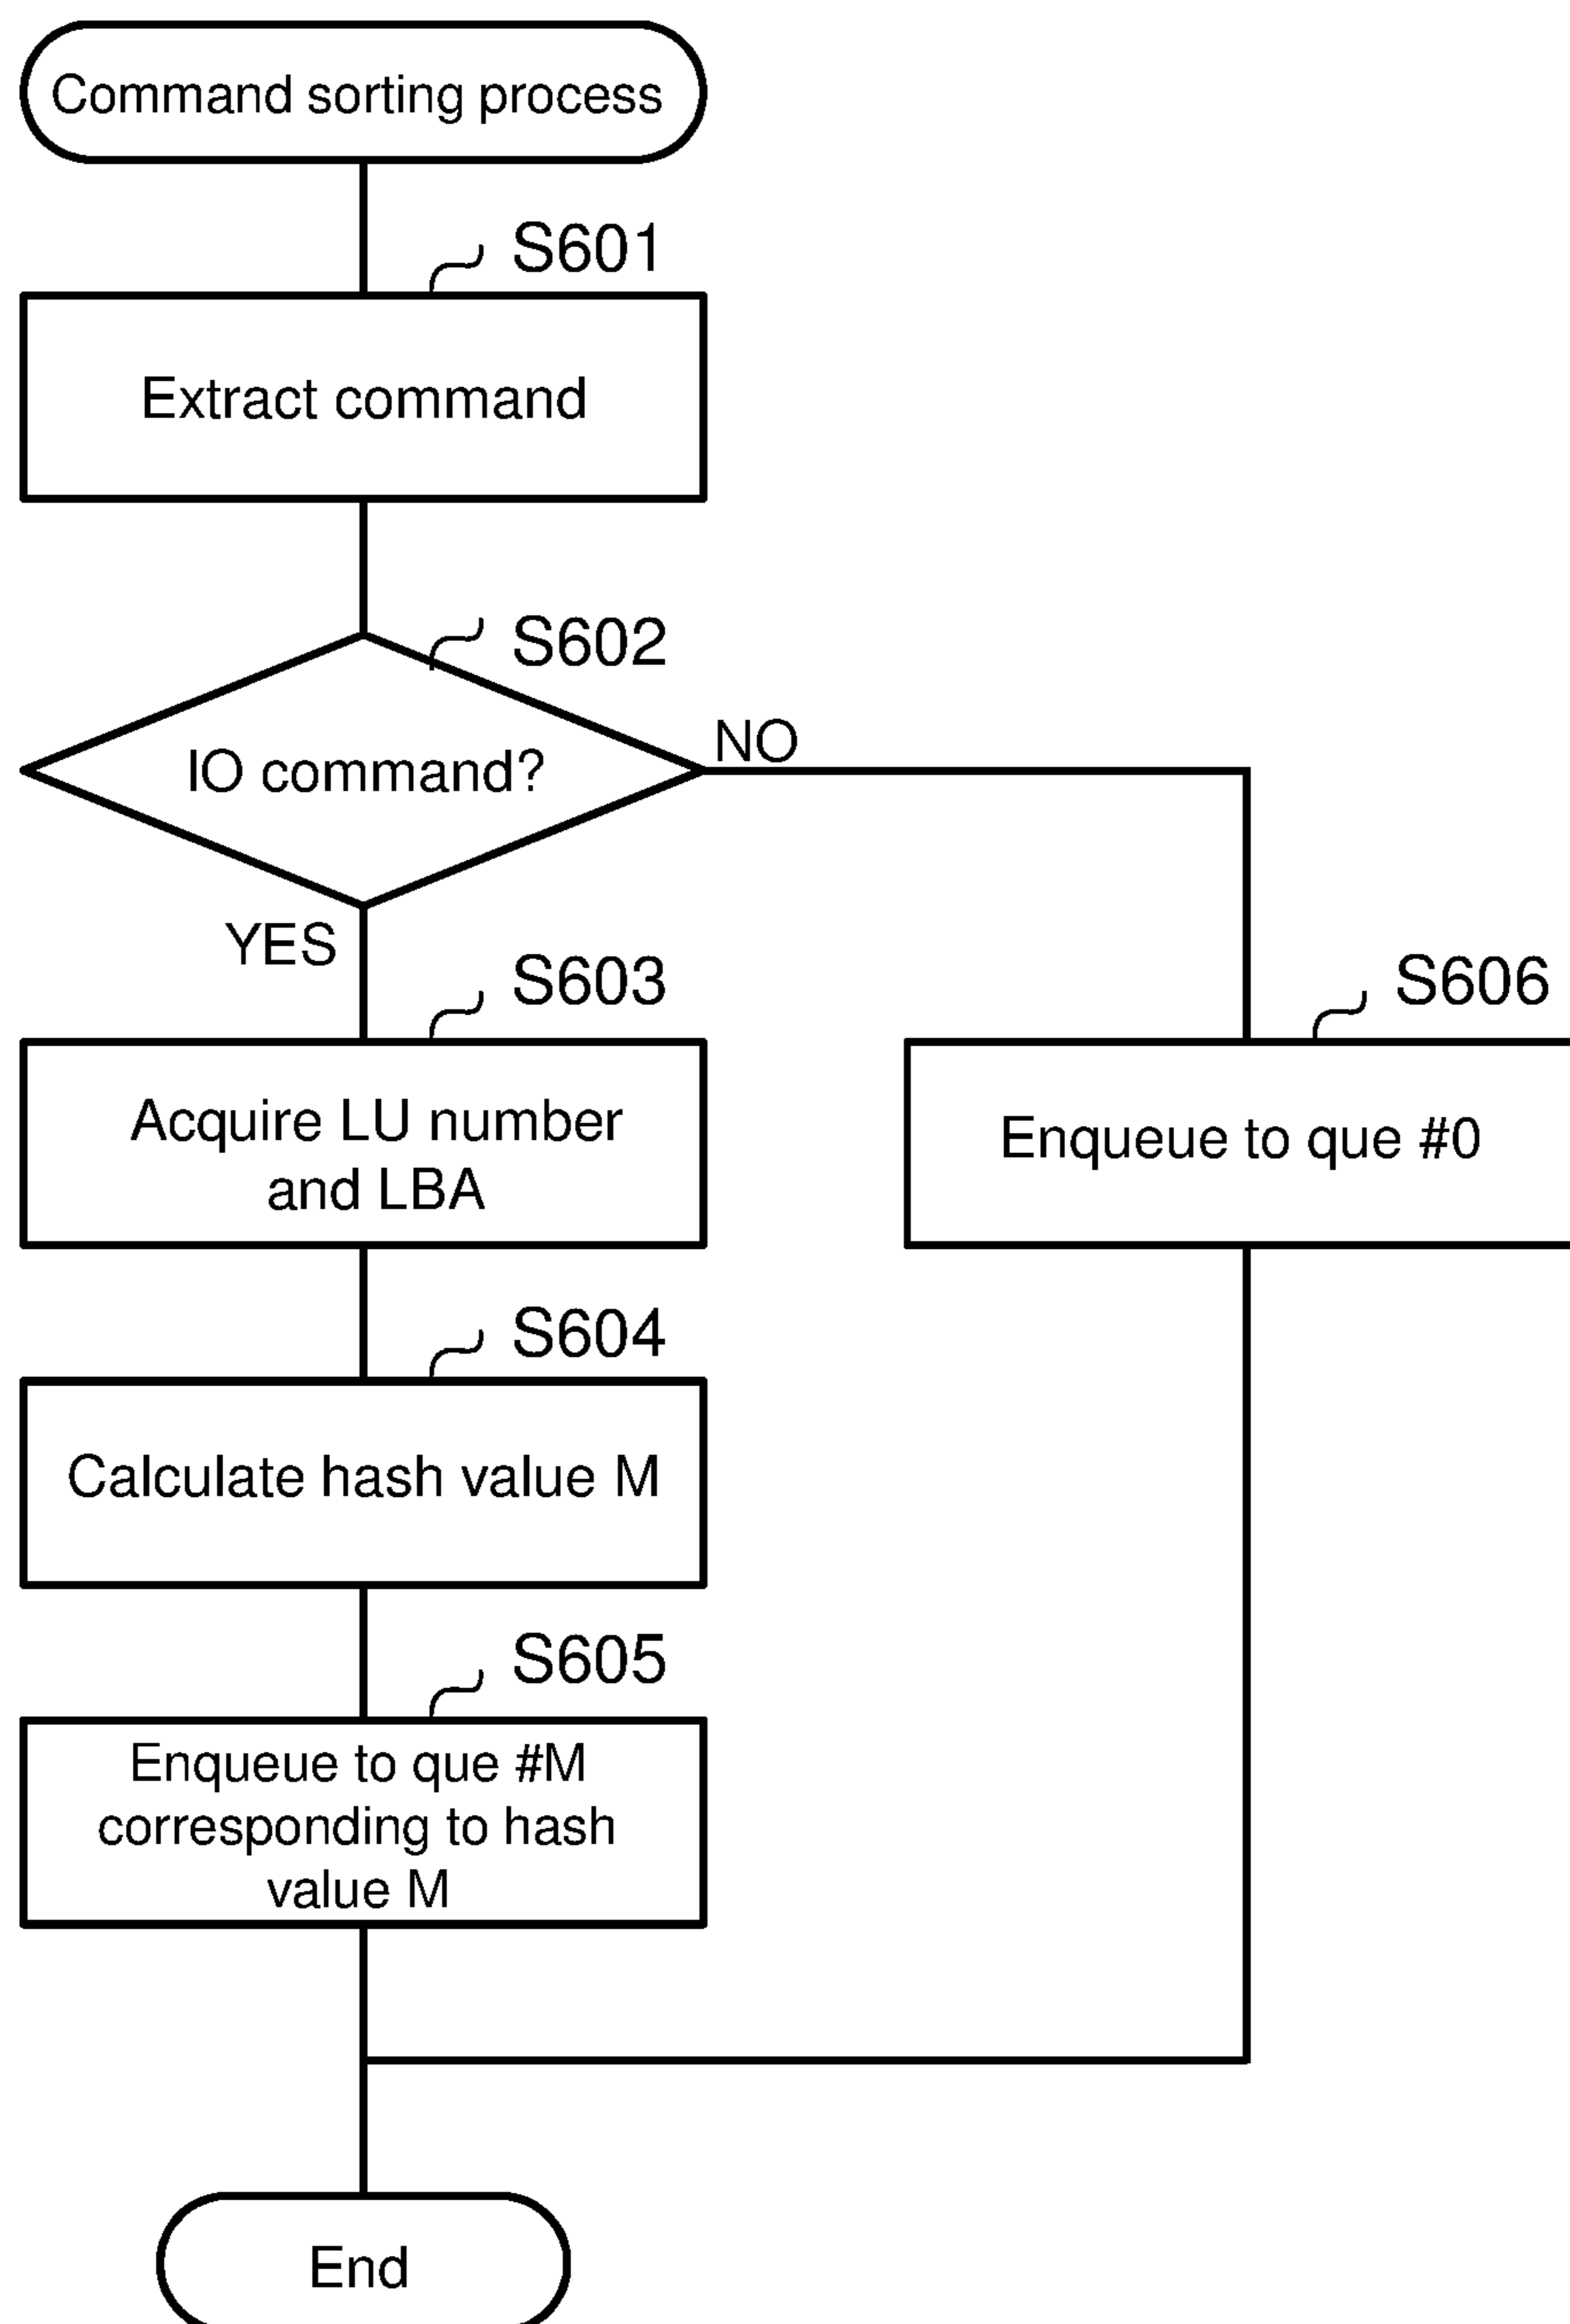 Command sorting process
S601
Extract command
S602
IO command?
NO
YES
S603
Acquire LU number
and LBA
S606
Enqueue to que #0
S604
Calculate hash value M
S605
Enqueue to que #M
corresponding to hash
value M
End